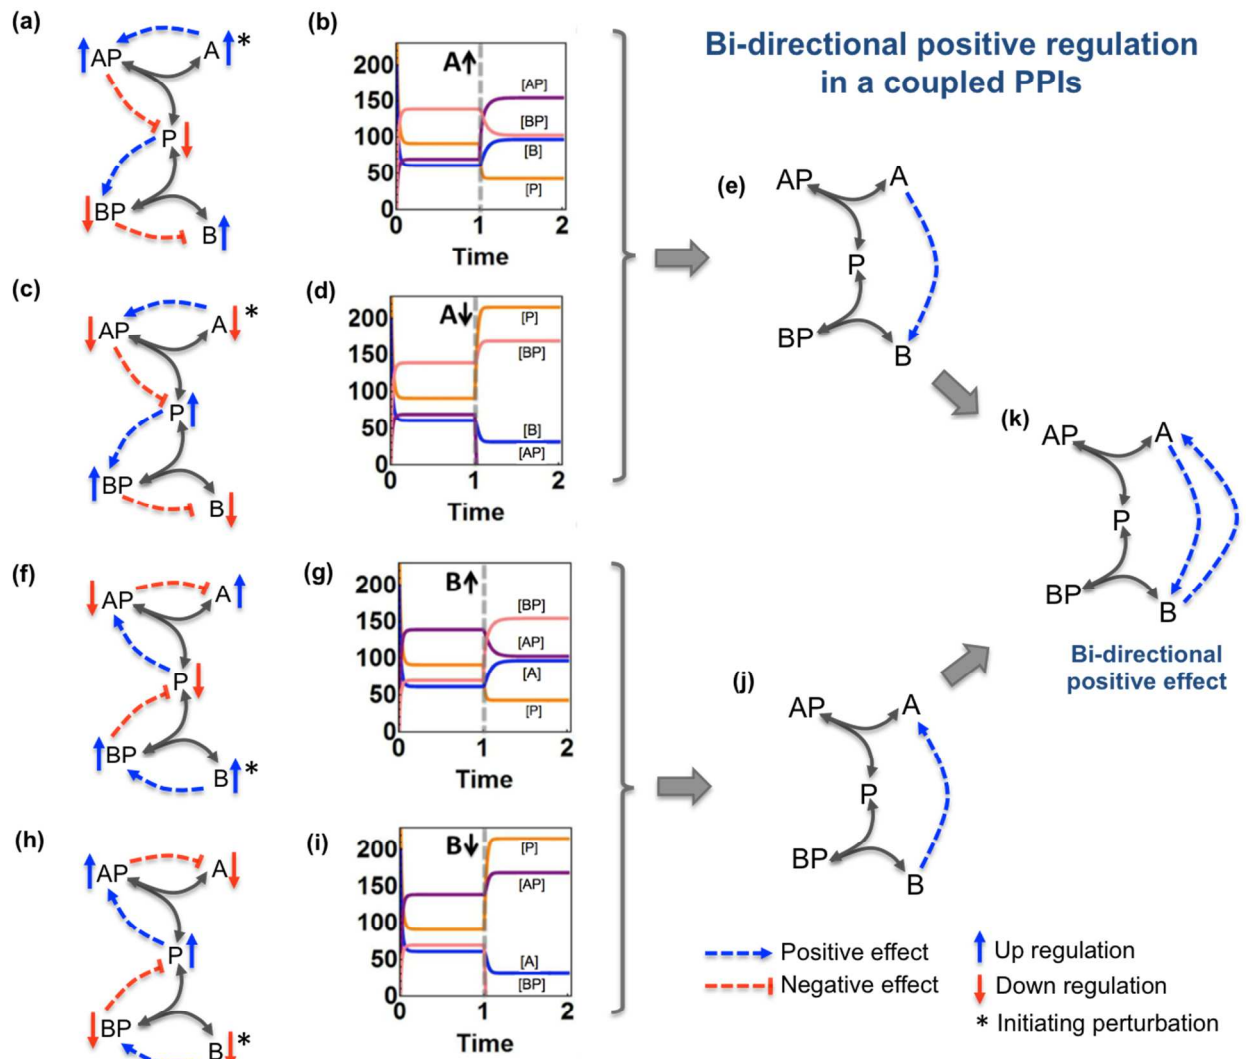 Bi-directional positive regulation
in a coupled PPIs
(a)
AP
A
*
P
BP
B
(b)
A↑
200
150
100
50
0
[AP]
[BP]
[B]
[P]
0
1
2
Time
(c)
AP
A
*
P
BP
B
(d)
A↓
200
150
100
50
0
[P]
[BP]
[B]
[AP]
0
1
2
Time
(e)
AP
A
P
BP
B
(f)
AP
A
P
BP
B
*
(g)
B↑
200
150
100
50
0
[BP]
[AP]
[A]
[P]
0
1
2
Time
(h)
AP
A
P
BP
B
*
(i)
B↓
200
150
100
50
0
[P]
[AP]
[A]
[BP]
0
1
2
Time
(j)
AP
A
P
BP
B
(k)
AP
A
P
BP
B
Bi-directional
positive effect
Positive effect
Negative effect
Up regulation
Down regulation
* Initiating perturbation